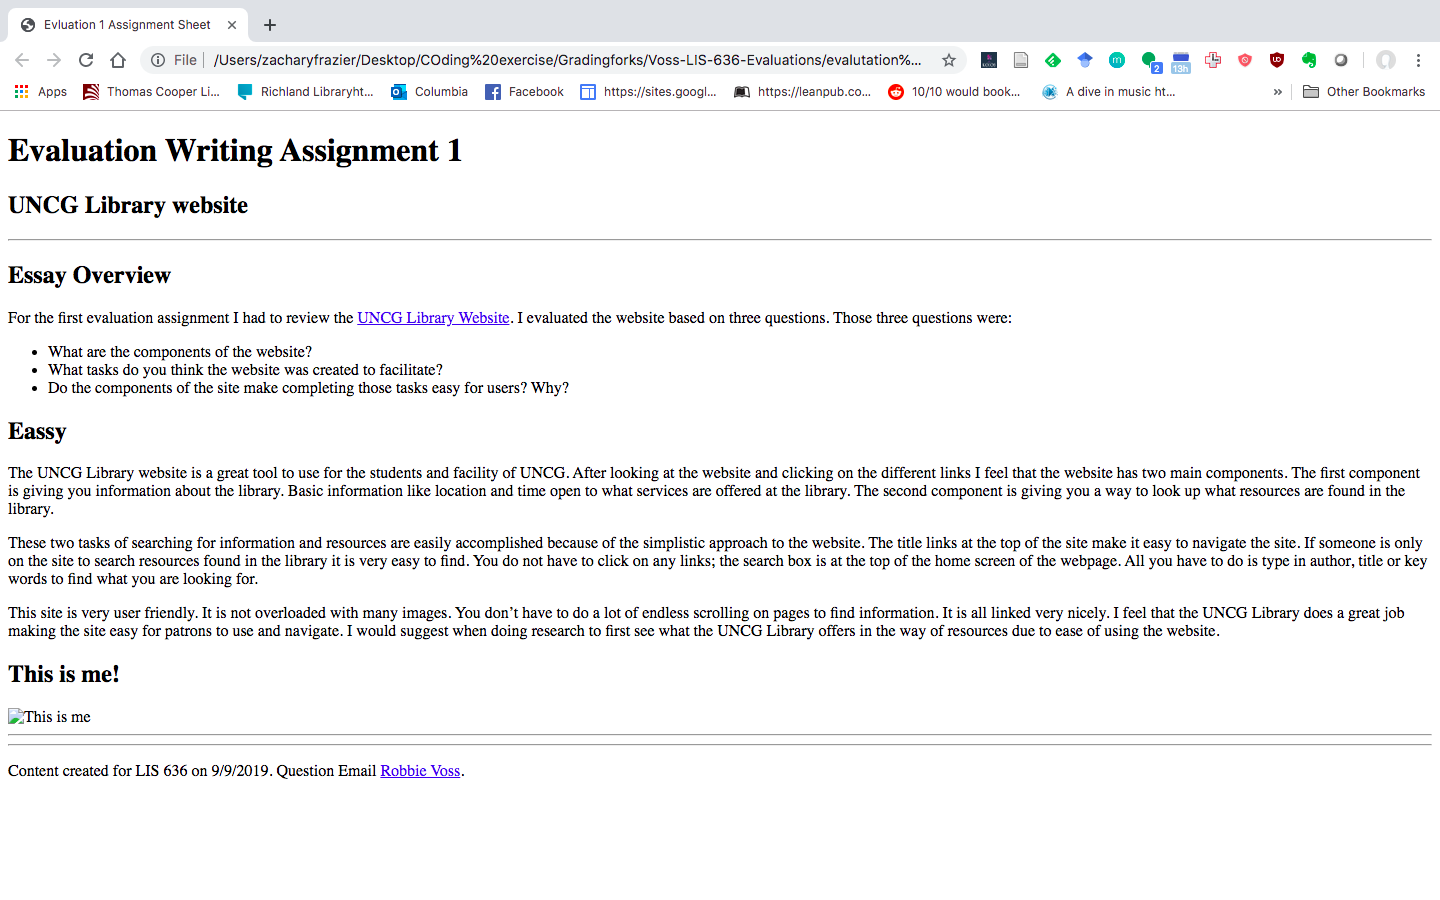 Evluation 1 Assignment Sheet
File
/Users/zacharyfrazier/Desktop/COding%20exercise/Gradingforks/Voss-LIS-636-Evaluations/evalutation%...
2
13h
Apps
Thomas Cooper Li...
Richland Libraryht...
Columbia
Facebook
https://sites.googl...
https://leanpub.co...
10/10 would book...
A dive in music ht...
»
Other Bookmarks
Evaluation Writing Assignment 1
UNCG Library website
Essay Overview
For the first evaluation assignment I had to review the UNCG Library Website. I evaluated the website based on three questions. Those three questions were:
• What are the components of the website?
• What tasks do you think the website was created to facilitate?
• Do the components of the site make completing those tasks easy for users? Why?
Eassy
The UNCG Library website is a great tool to use for the students and facility of UNCG. After looking at the website and clicking on the different links I feel that the website has two main components. The first component
is giving you information about the library. Basic information like location and time open to what services are offered at the library. The second component is giving you a way to look up what resources are found in the
library.
These two tasks of searching for information and resources are easily accomplished because of the simplistic approach to the website. The title links at the top of the site make it easy to navigate the site. If someone is only
on the site to search resources found in the library it is very easy to find. You do not have to click on any links; the search box is at the top of the home screen of the webpage. All you have to do is type in author, title or key
words to find what you are looking for.
This site is very user friendly. It is not overloaded with many images. You don’t have to do a lot of endless scrolling on pages to find information. It is all linked very nicely. I feel that the UNCG Library does a great job
making the site easy for patrons to use and navigate. I would suggest when doing research to first see what the UNCG Library offers in the way of resources due to ease of using the website.
This is me!
This is me
Content created for LIS 636 on 9/9/2019. Question Email Robbie Voss.